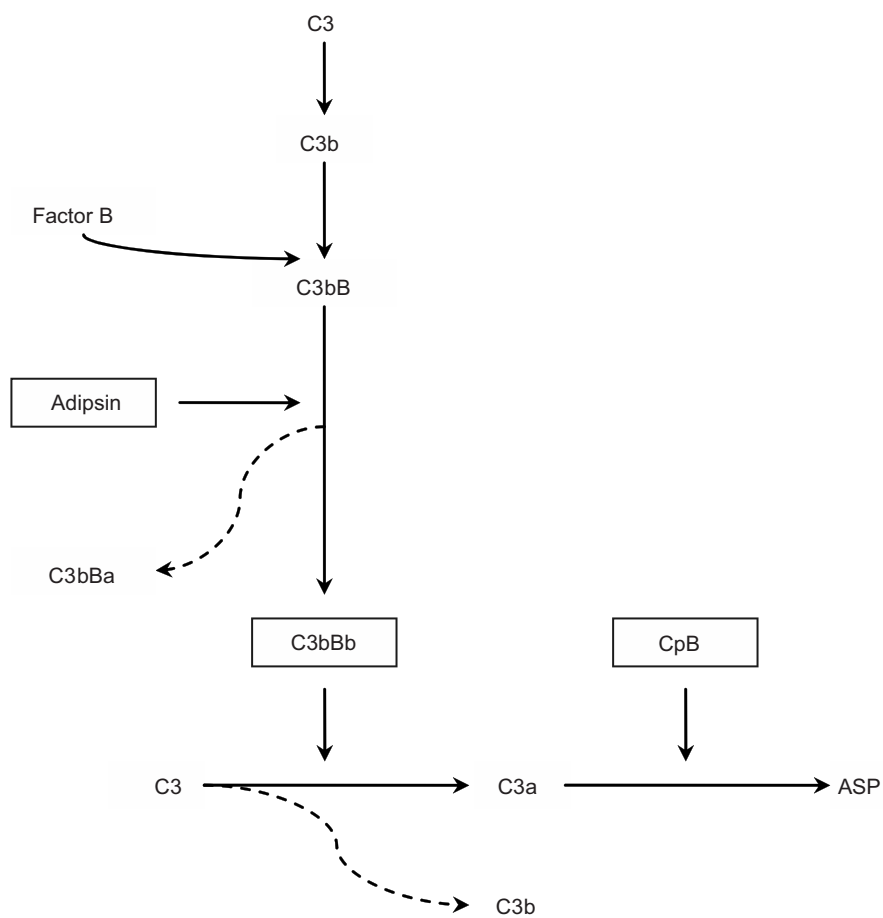 C3
C3b
Factor B
C3bB
Adipsin
C3bBa
C3bBb
CpB
C3
C3a
ASP
C3b